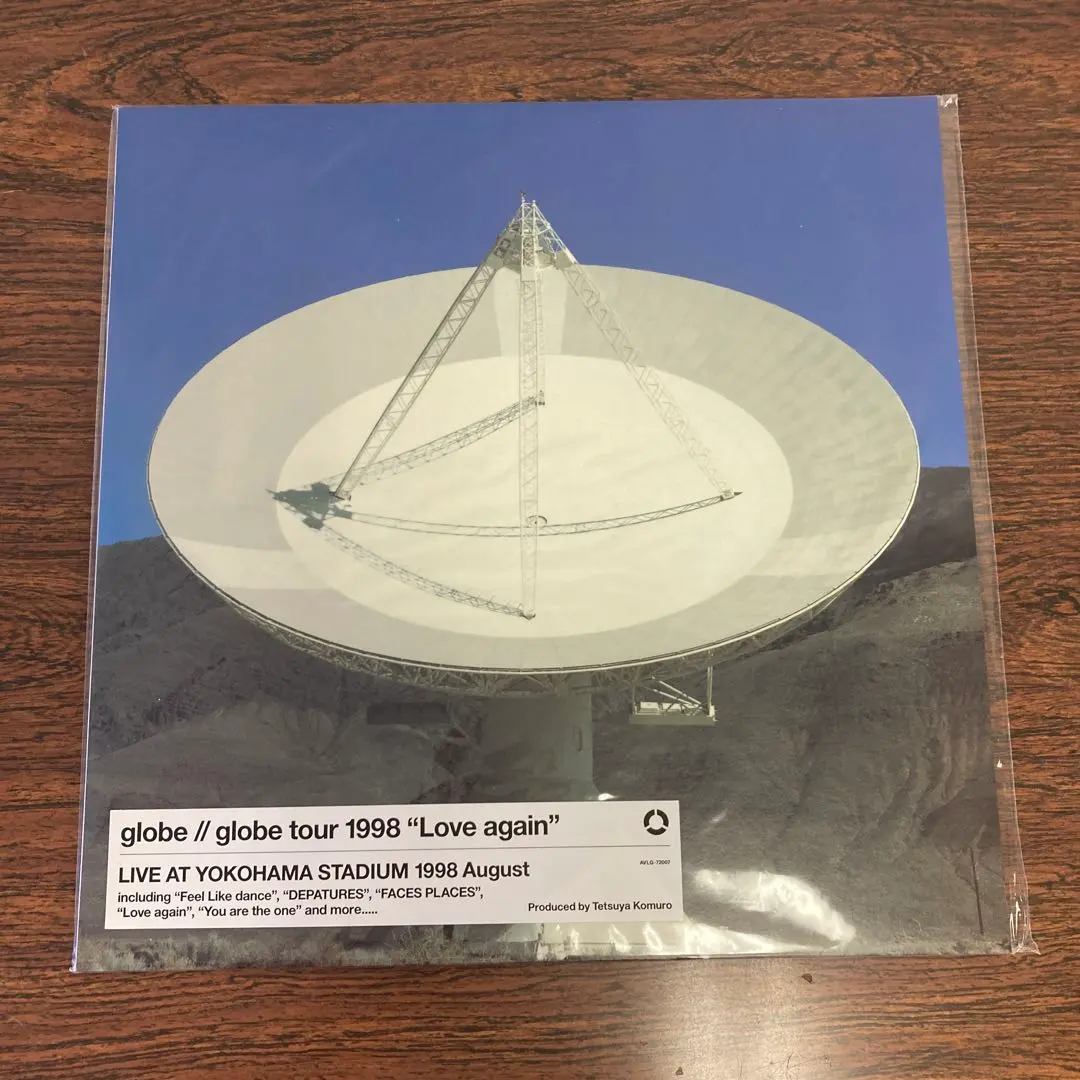 globe // globe tour 1998 “Love again”
LIVE AT YOKOHAMA STADIUM 1998 August
AVLG-72007
including “Feel Like dance”, “DEPATURES”, “FACES PLACES”,
“Love again”, “You are the one” and more.....
Produced by Tetsuya Komuro